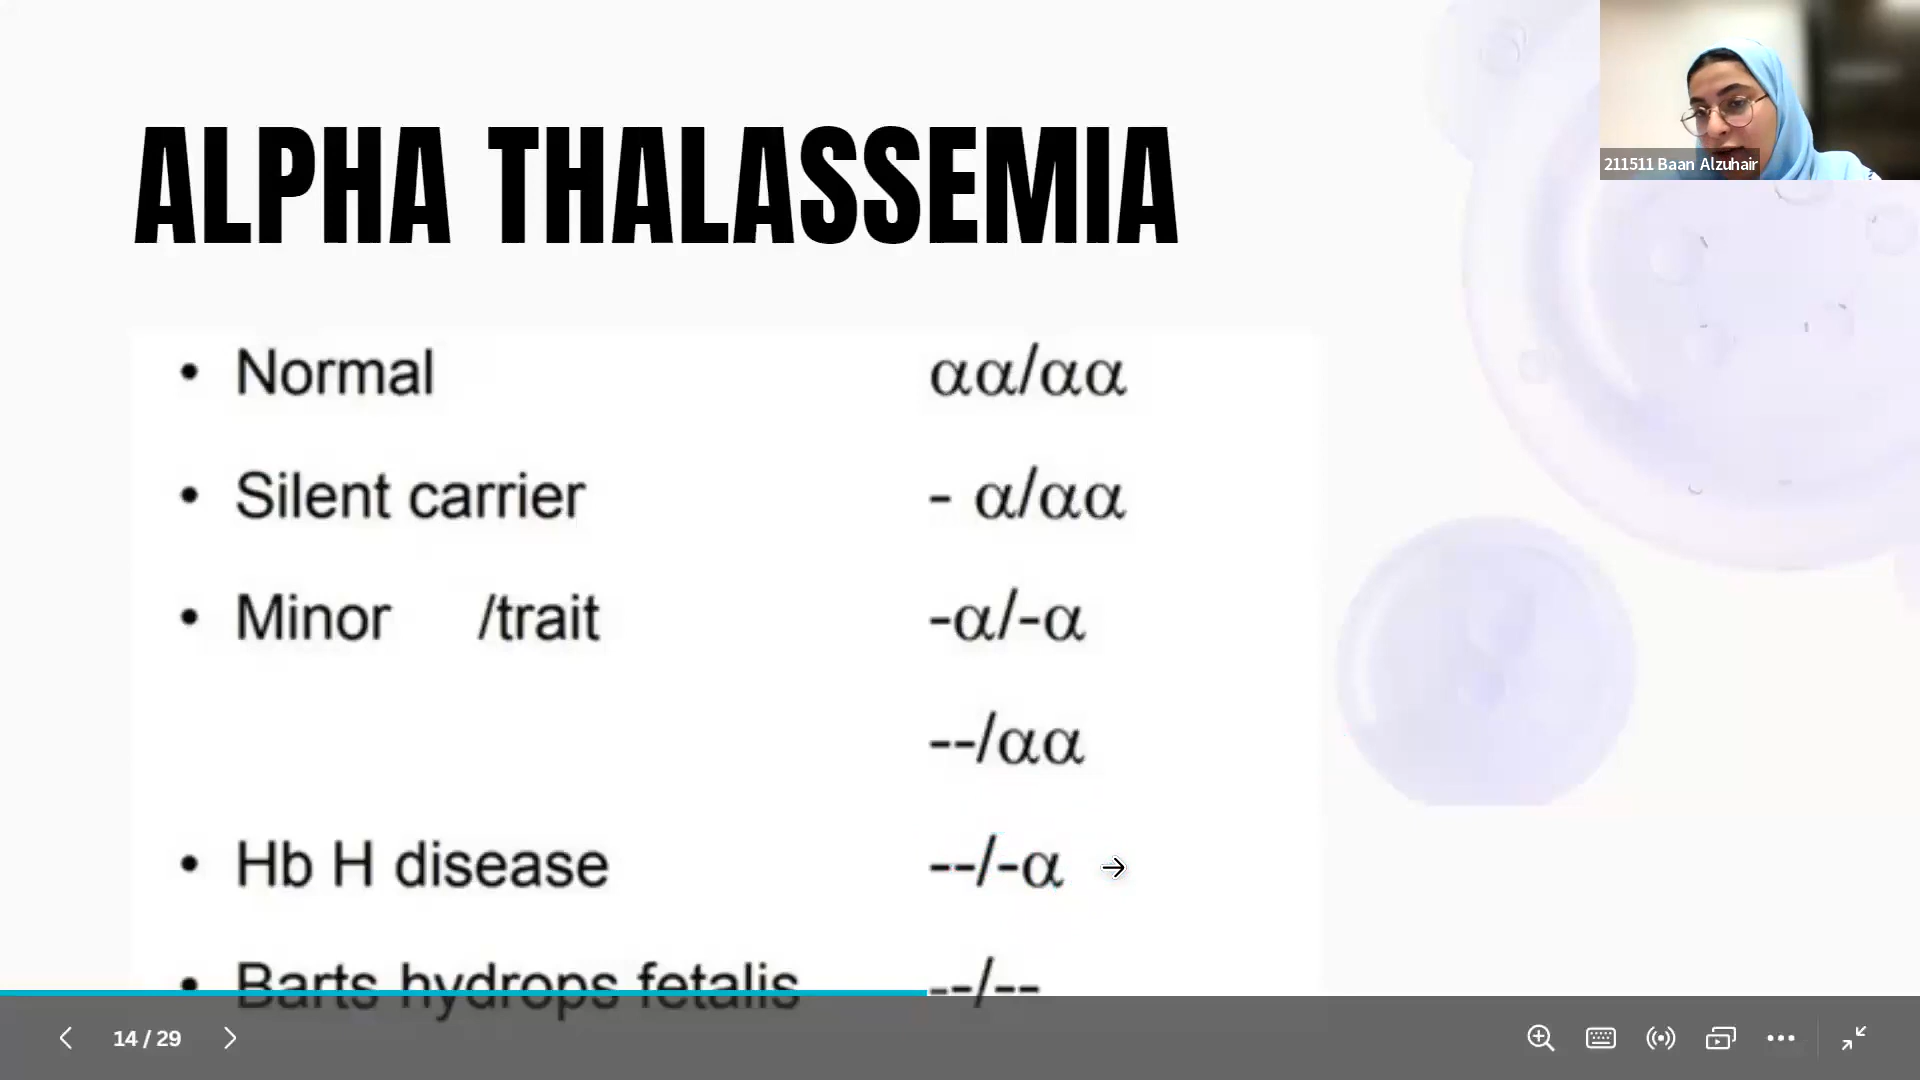 211511 Baan Alzuhair
ALPHA THALASSEMIA
• Normal αα/αα
• Silent carrier - α/αα
• Minor /trait -α/-α
--/αα
• Hb H disease --/-α →
• Barts hydrops fetalis --/--
14 / 29